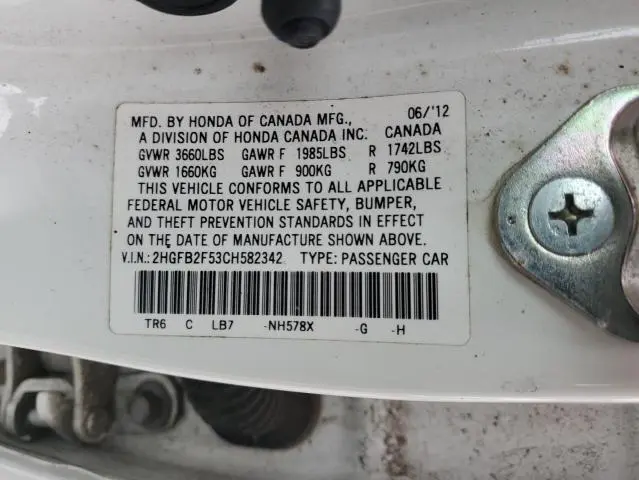 MFD. BY HONDA OF CANADA MFG., 06/'12
A DIVISION OF HONDA CANADA INC. CANADA
GVWR 3660LBS GAWR F 1985LBS R 1742LBS
GVWR 1660KG GAWR F 900KG R 790KG
THIS VEHICLE CONFORMS TO ALL APPLICABLE
FEDERAL MOTOR VEHICLE SAFETY, BUMPER,
AND THEFT PREVENTION STANDARDS IN EFFECT
ON THE DATE OF MANUFACTURE SHOWN ABOVE.
V.I.N.: 2HGFB2F53CH582342 TYPE: PASSENGER CAR
TR6 C LB7 -NH578X -G -H